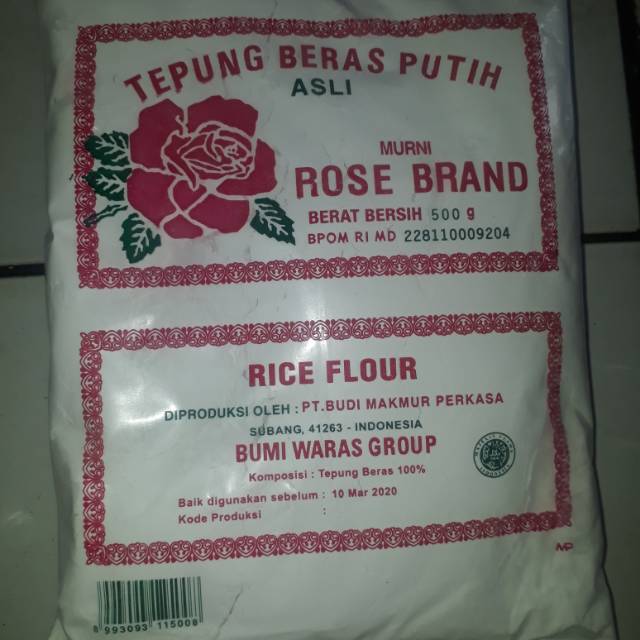 TEPUNG BERAS PUTIH
ASLI
MURNI
ROSE BRAND
BERAT BERSIH 500 g
BPOM RI MD 228110009204
RICE FLOUR
DIPRODUKSI OLEH : PT.BUDI MAKMUR PERKASA
SUBANG, 41263 - INDONESIA
BUMI WARAS GROUP
Komposisi : Tepung Beras 100%
Baik digunakan sebelum : 10 Mar 2020
Kode Produksi :
8 993093 115008